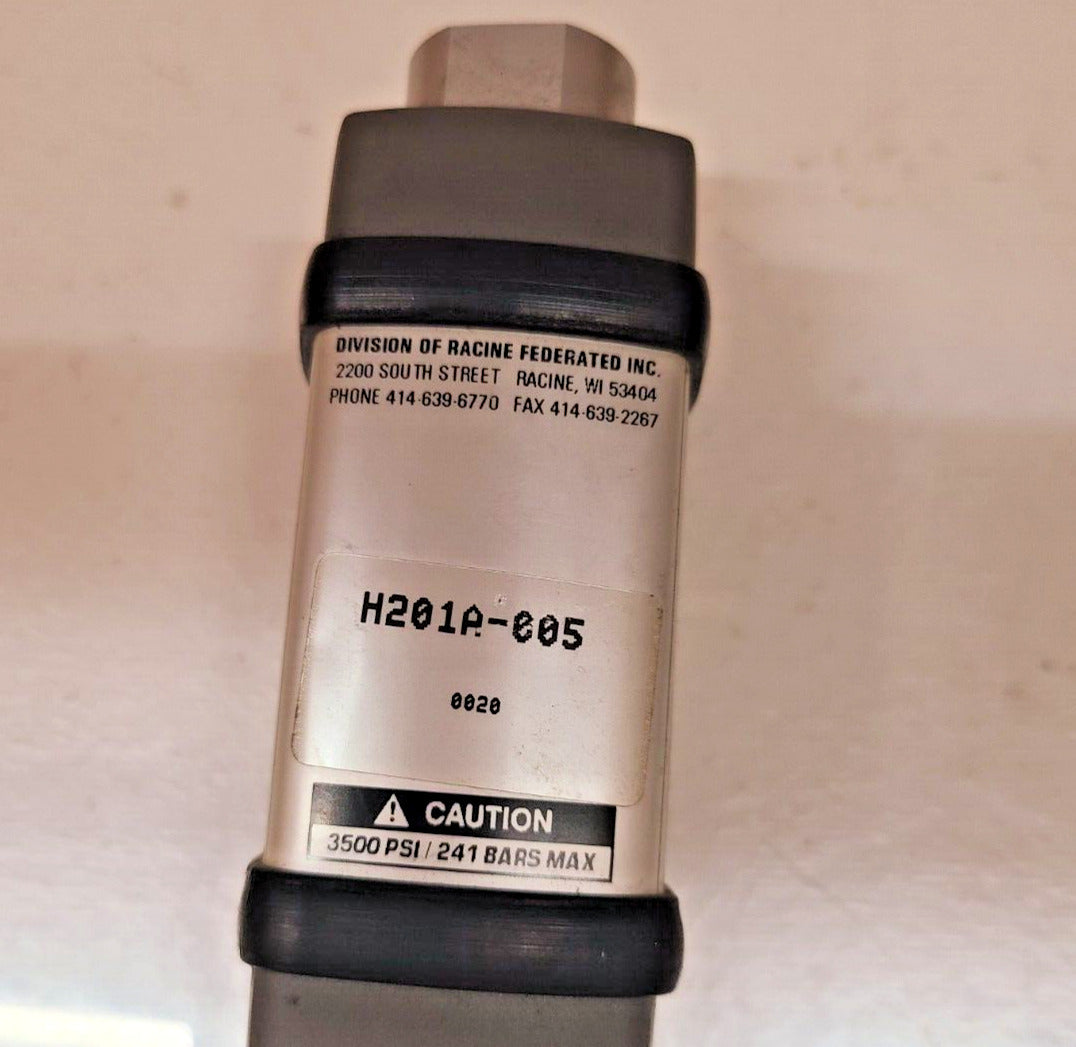 DIVISION OF RACINE FEDERATED INC.
2200 SOUTH STREET RACINE, WI 53404
PHONE 414-639-6770 FAX 414-639-2267
H201A-005
0020
⚠ CAUTION
3500 PSI / 241 BARS MAX